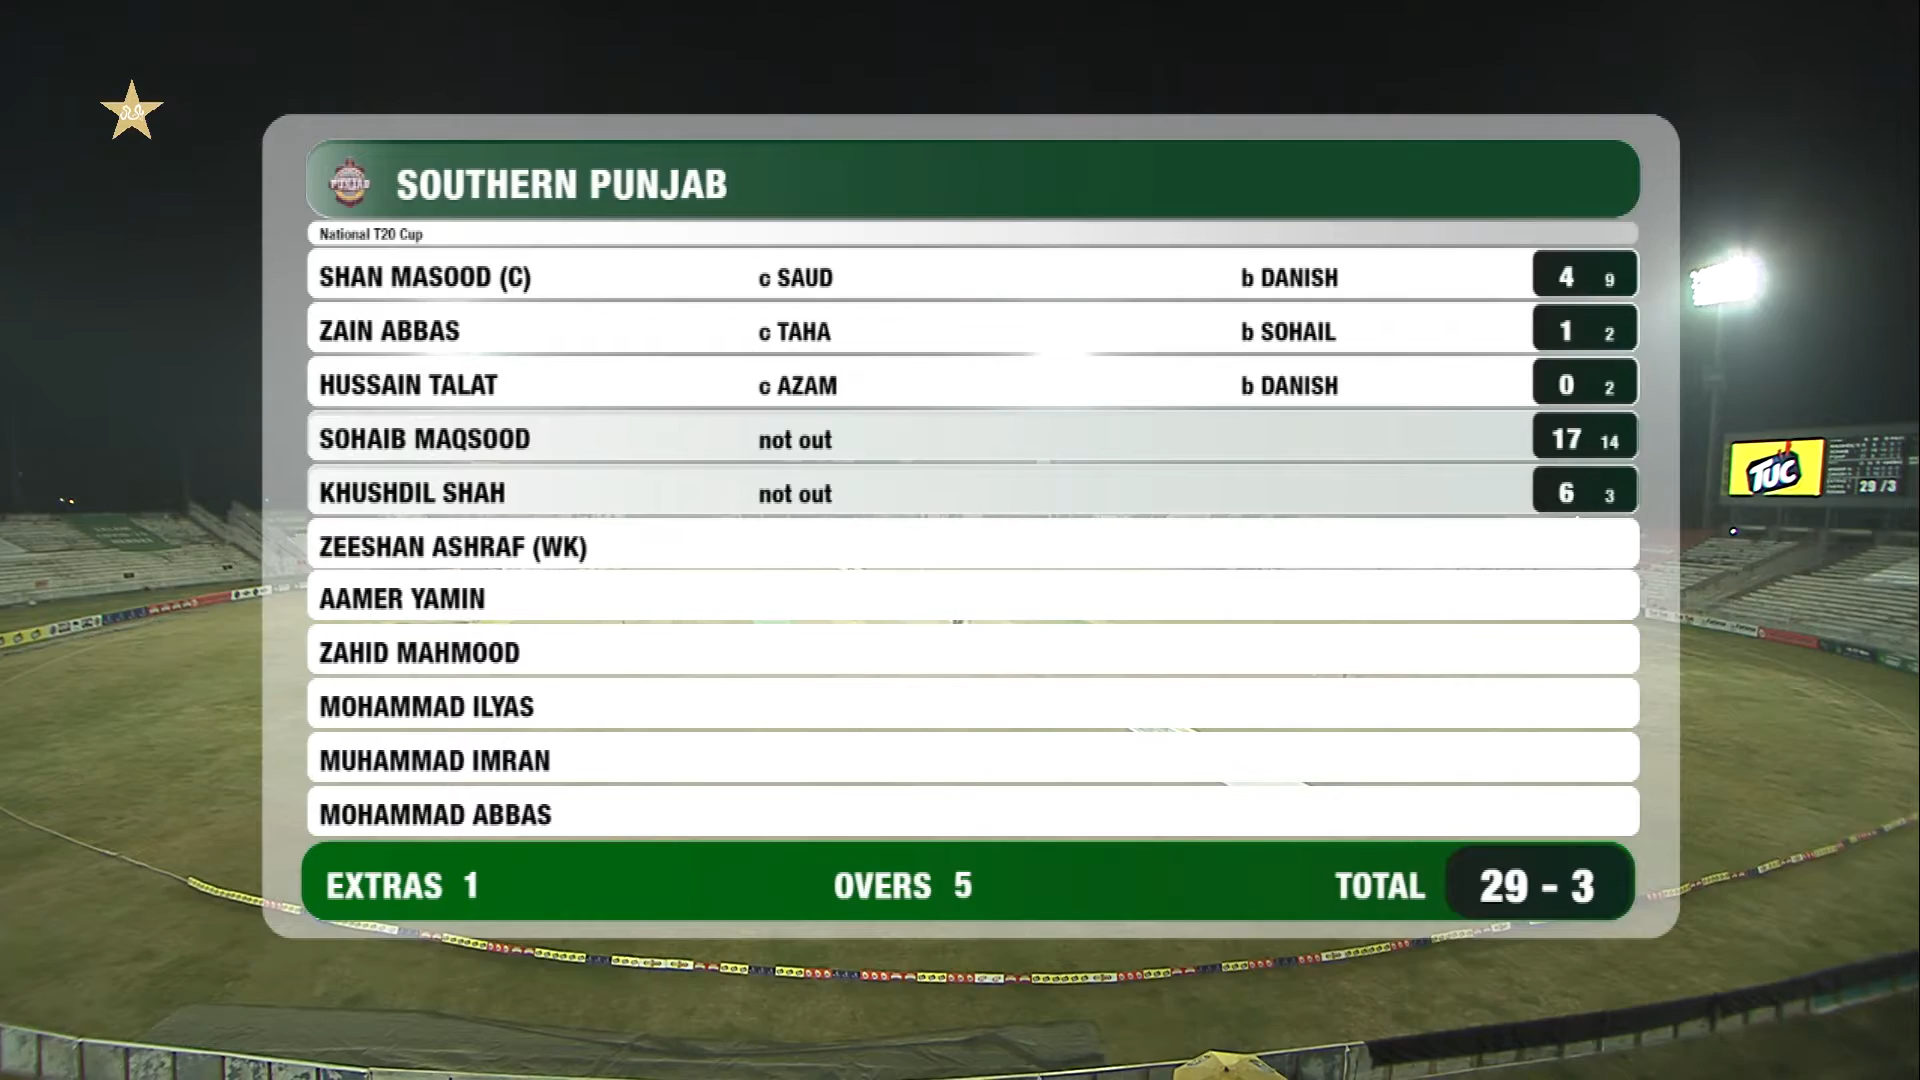 SOUTHERN PUNJAB
PUNJAB
National T20 Cup
SHAN MASOOD (C) c SAUD b DANISH 4 9
ZAIN ABBAS c TAHA b SOHAIL 1 2
HUSSAIN TALAT c AZAM b DANISH 0 2
SOHAIB MAQSOOD not out 17 14
KHUSHDIL SHAH not out 6 3
ZEESHAN ASHRAF (WK)
AAMER YAMIN
ZAHID MAHMOOD
MOHAMMAD ILYAS
MUHAMMAD IMRAN
MOHAMMAD ABBAS
EXTRAS 1 OVERS 5 TOTAL 29 - 3
TUC
29 /3